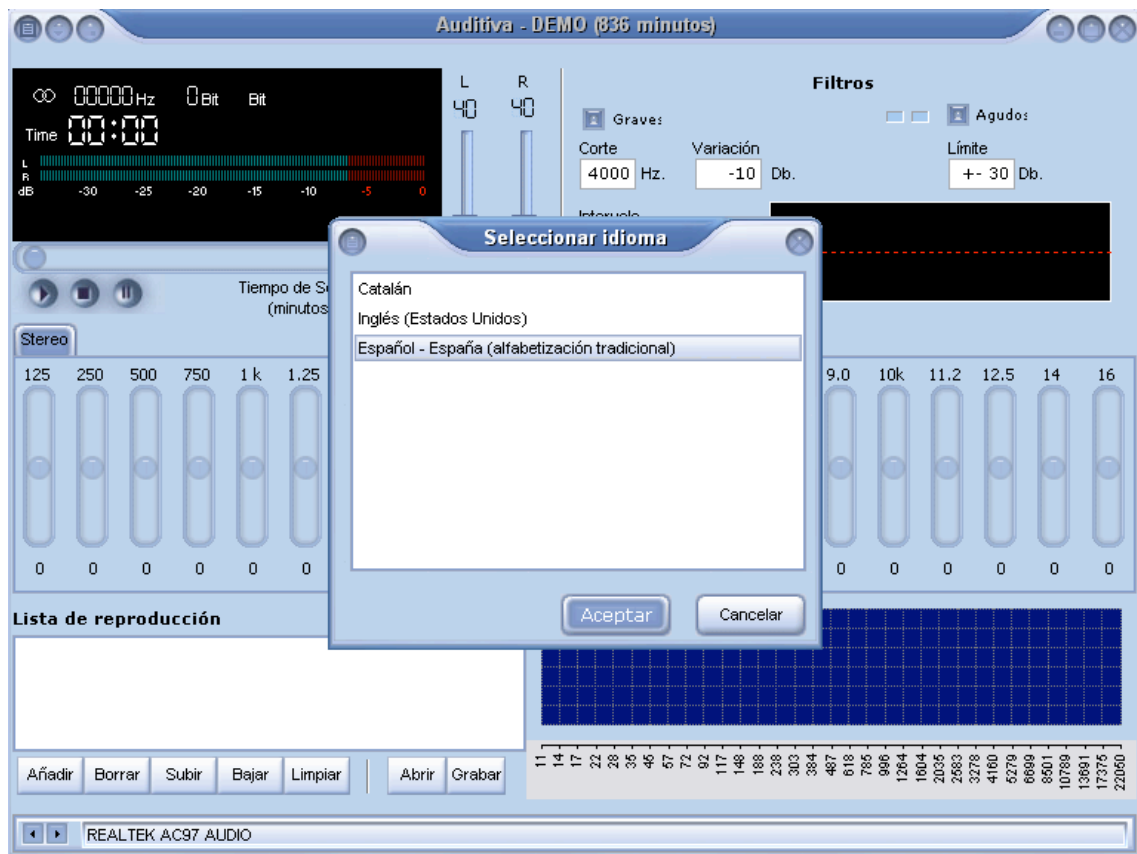 Auditiva - DEMO (836 minutos)
00000 Hz 0 Bit Bit
Time 00:00
L
R
dB -30 -25 -20 -15 -10 -5 0
L R
40 40
Filtros
Graves
Agudos
Corte Variación Límite
4000 Hz. -10 Db. +- 30 Db.
Intervalo
Tiempo de S
(minutos
Seleccionar idioma
Catalán
Inglés (Estados Unidos)
Español - España (alfabetización tradicional)
Aceptar Cancelar
Stereo
125 250 500 750 1 k 1.25 9.0 10k 11.2 12.5 14 16
0 0 0 0 0 0 0 0 0 0 0 0
Lista de reproducción
Añadir Borrar Subir Bajar Limpiar Abrir Grabar
11 14 17 22 28 35 45 57 72 92 117 148 188 238 303 384 487 618 785 996 1264 1604 2035 2583 3278 4160 5279 6699 8501 10789 13691 17375 22050
REALTEK AC97 AUDIO